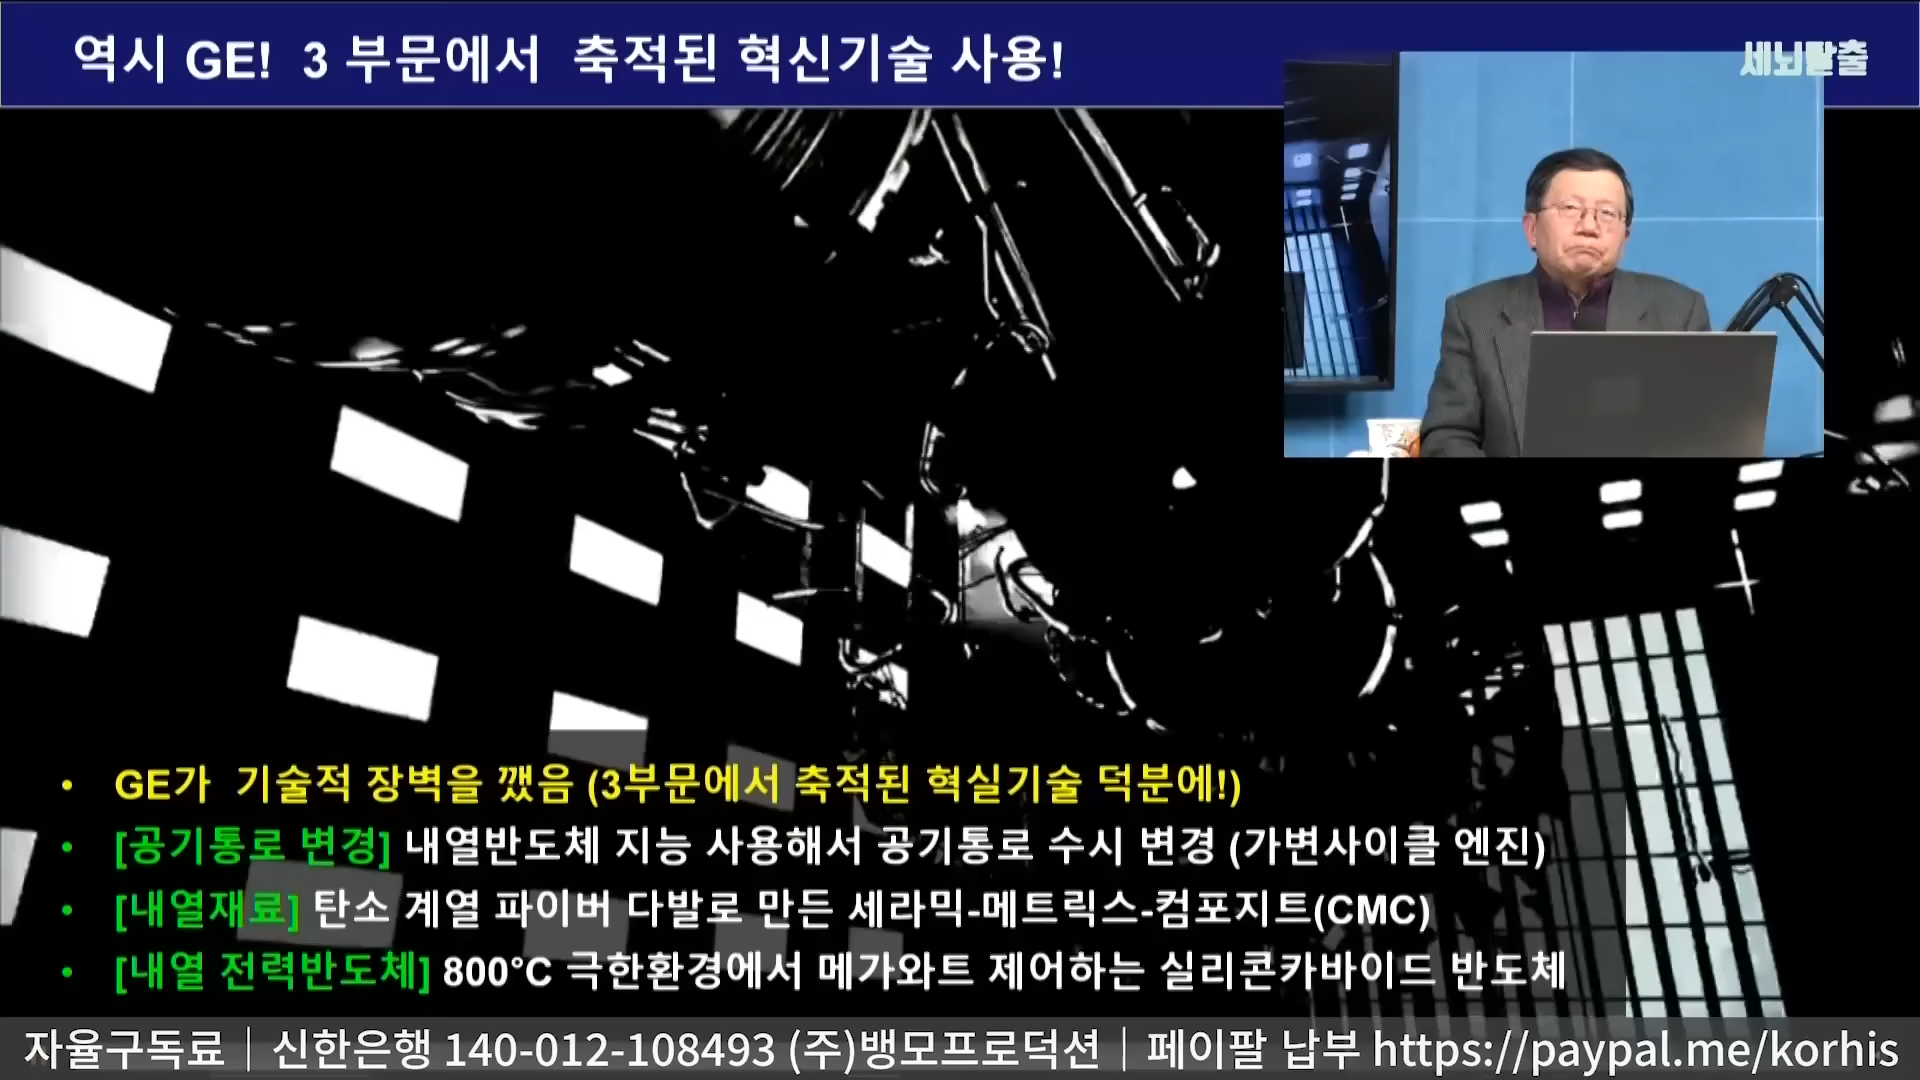 역시 GE! 3 부문에서 축적된 혁신기술 사용!
세뇌탈출
• GE가 기술적 장벽을 깼음 (3부문에서 축적된 혁실기술 덕분에!)
• [공기통로 변경] 내열반도체 지능 사용해서 공기통로 수시 변경 (가변사이클 엔진)
• [내열재료] 탄소 계열 파이버 다발로 만든 세라믹-메트릭스-컴포지트(CMC)
• [내열 전력반도체] 800°C 극한환경에서 메가와트 제어하는 실리콘카바이드 반도체
자율구독료｜신한은행 140-012-108493 (주)뱅모프로덕션｜페이팔 납부 https://paypal.me/korhis